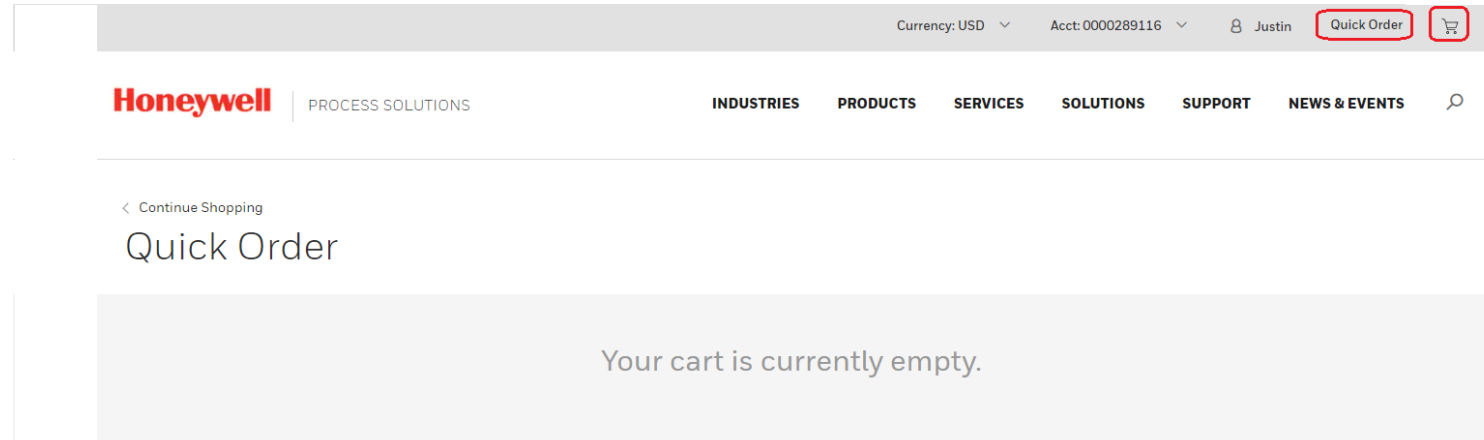 Currency: USD Acct: 0000289116 Justin Quick Order
Honeywell PROCESS SOLUTIONS INDUSTRIES PRODUCTS SERVICES SOLUTIONS SUPPORT NEWS & EVENTS
Continue Shopping
Quick Order
Your cart is currently empty.